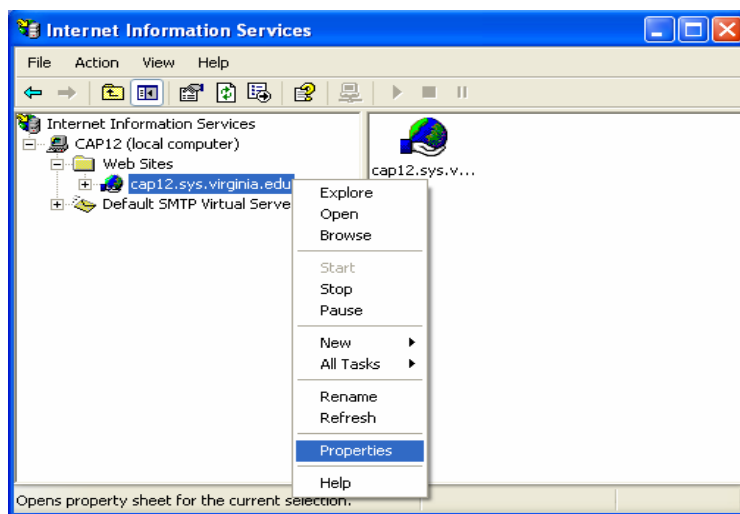 Internet Information Services
File Action View Help
Internet Information Services
CAP12 (local computer)
Web Sites
cap12.sys.virginia.edu
Default SMTP Virtual Serve
cap12.sys.v...
Explore
Open
Browse
Start
Stop
Pause
New
All Tasks
Rename
Refresh
Properties
Help
Opens property sheet for the current selection.